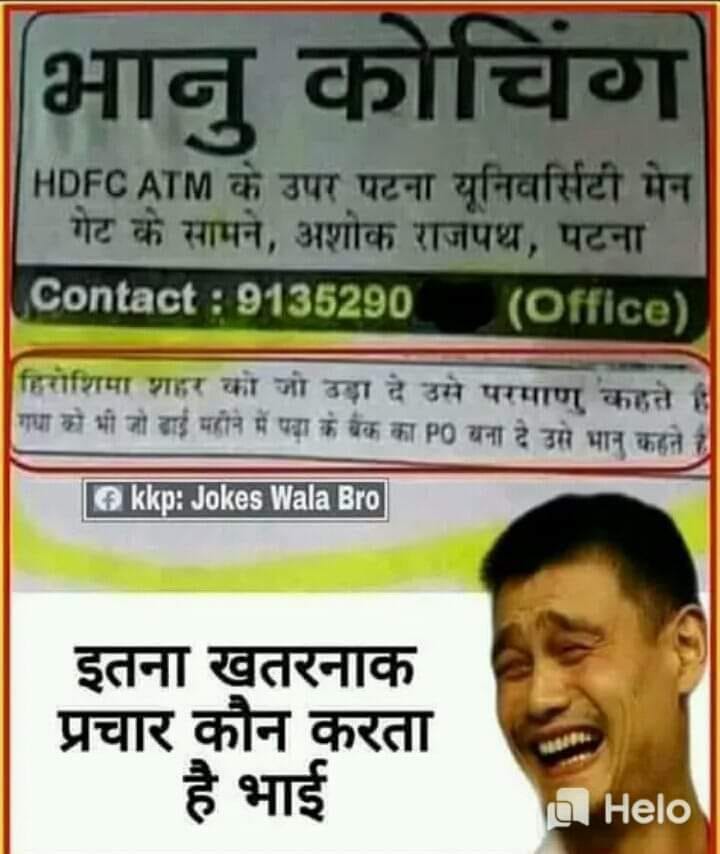 भानु कोचिंग
HDFC ATM के उपर पटना यूनिवर्सिटी मेन
गेट के सामने, अशोक राजपथ, पटना
Contact : 9135290 (Office)
हिरोशिमा शहर को जो उड़ा दे उसे परमाणु कहते है
गधा को भी जो ढाई महीने में पढ़ा के बैंक का PO बना दे उसे भानु कहते है
kkp: Jokes Wala Bro
इतना खतरनाक
प्रचार कौन करता
है भाई
Helo